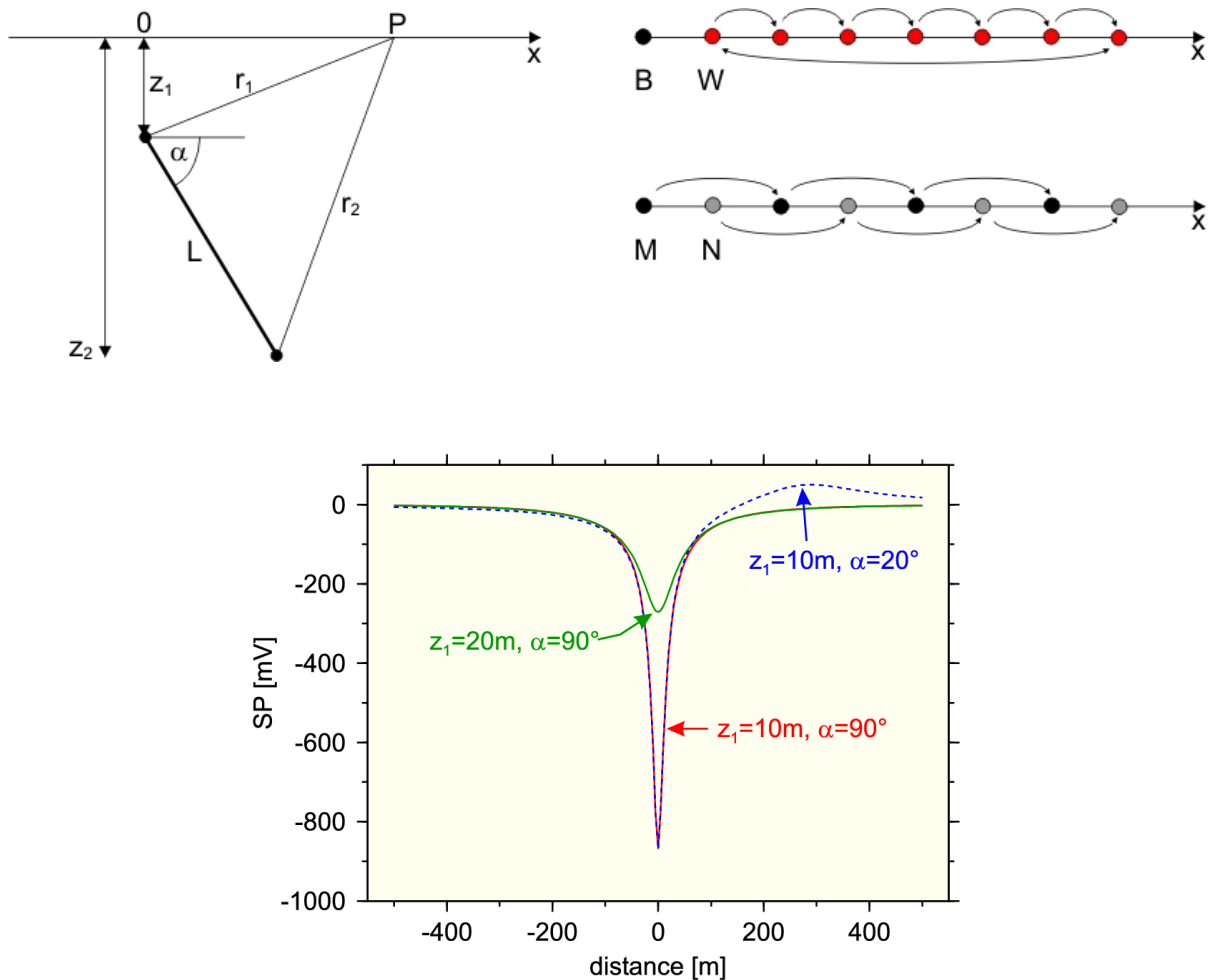 0
P
x
z₁
r₁
α
r₂
L
z₂
B
W
x
M
N
x
0
-200
-400
-600
-800
-1000
SP [mV]
z₁=10m, α=20°
z₁=20m, α=90°
z₁=10m, α=90°
-400
-200
0
200
400
distance [m]